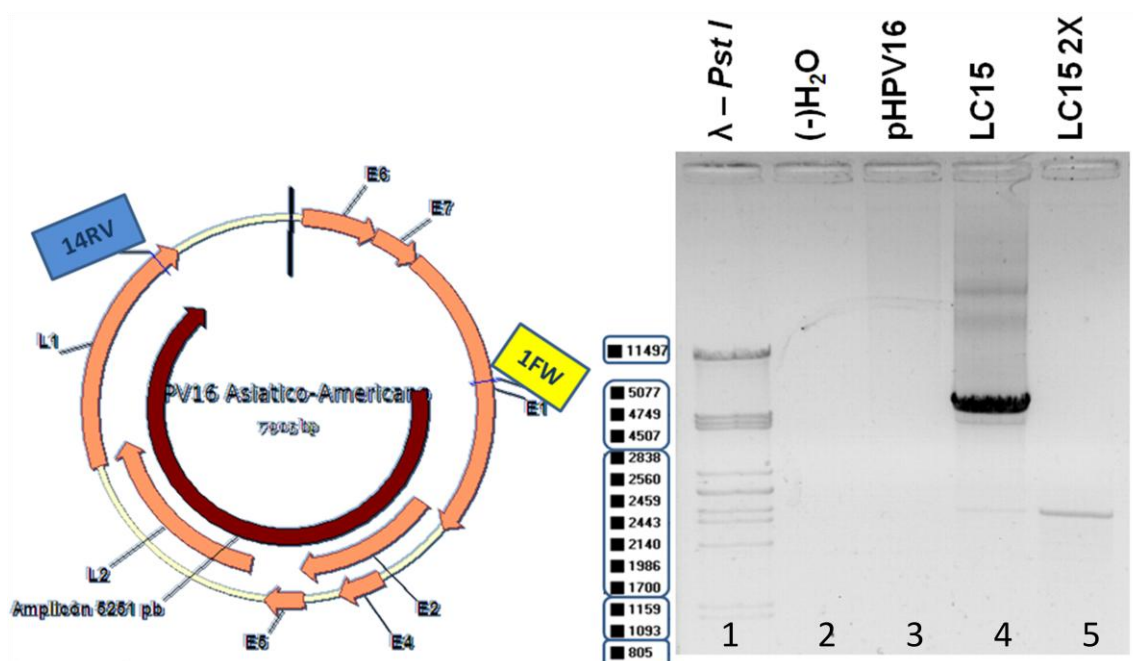 E6
E7
14RV
L1
1FW
PV16 Asiatico-Americano
E1
L2
Amplicón 5251 pb
E2
E4
E5
11497
5077
4749
4507
2838
2560
2459
2443
2140
1986
1700
1159
1093
805
λ – Pst I
(-)H₂O
pHPV16
LC15
LC15 2X
1
2
3
4
5